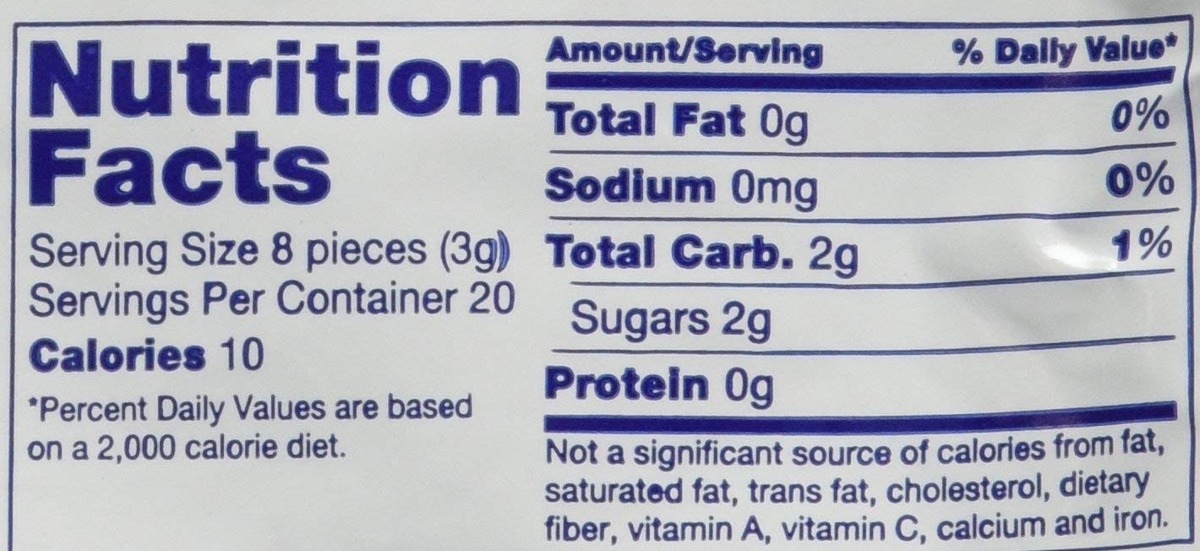 Nutrition
Facts
Serving Size 8 pieces (3g)
Servings Per Container 20
Calories 10
*Percent Daily Values are based
on a 2,000 calorie diet.
Amount/Serving % Daily Value*
Total Fat 0g 0%
Sodium 0mg 0%
Total Carb. 2g 1%
Sugars 2g
Protein 0g
Not a significant source of calories from fat,
saturated fat, trans fat, cholesterol, dietary
fiber, vitamin A, vitamin C, calcium and iron.